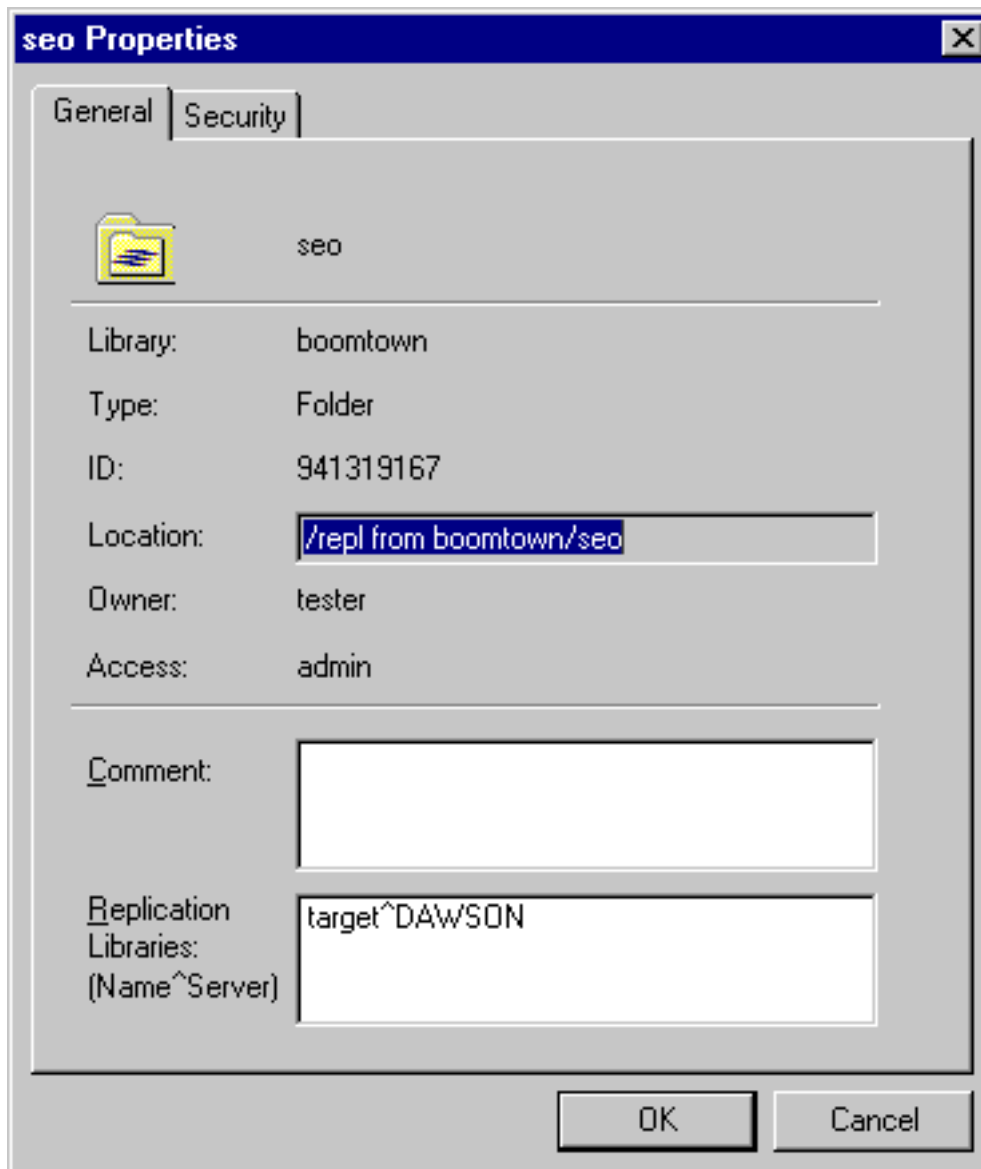 seo Properties
General Security
seo
Library: boomtown
Type: Folder
ID: 941319167
Location: /repl from boomtown/seo
Owner: tester
Access: admin
Comment:
Replication target^DAWSON
Libraries:
(Name^Server)
OK Cancel